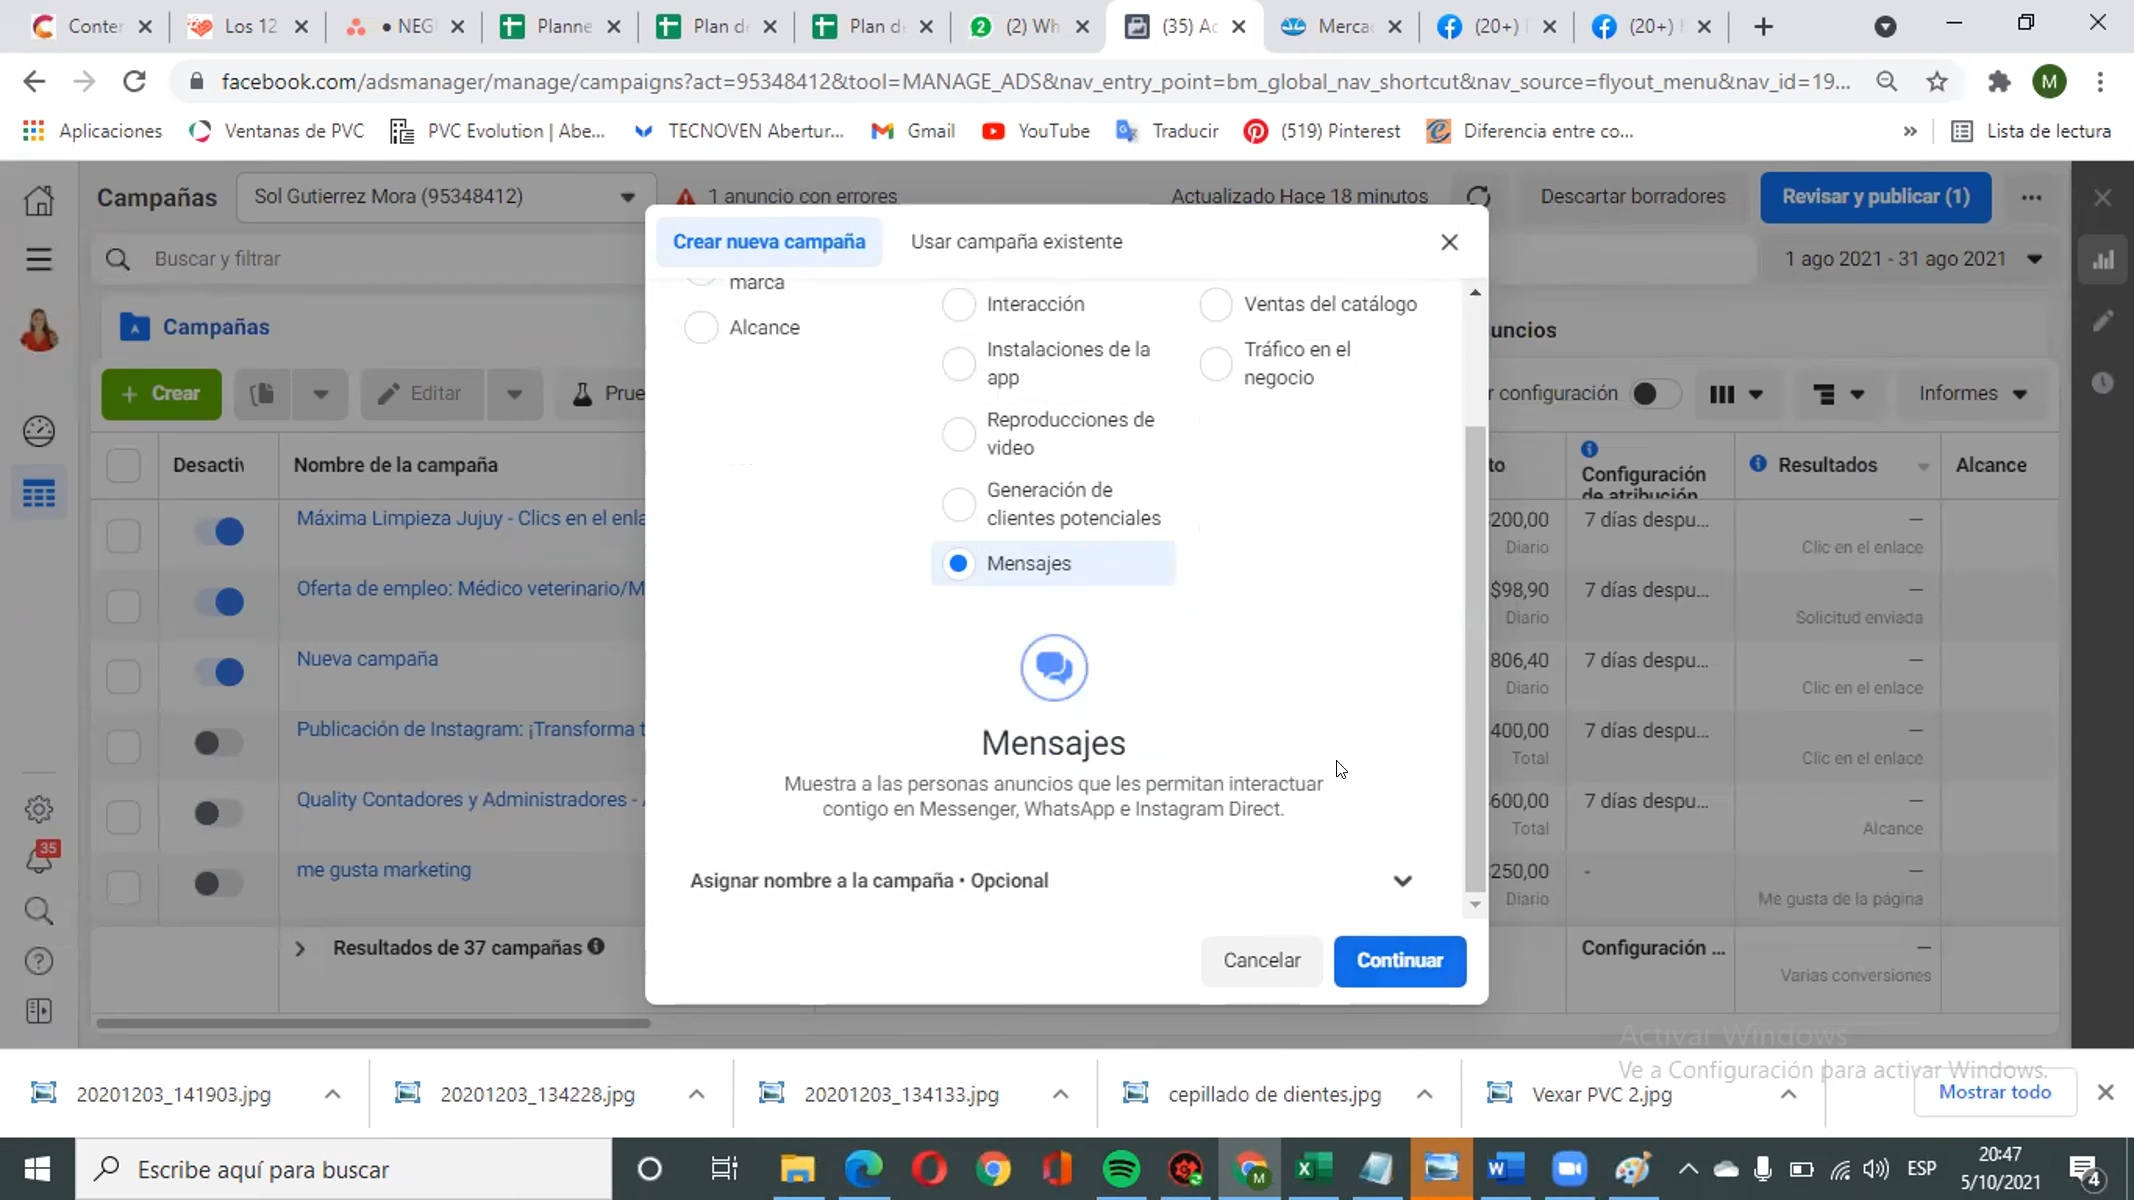 Conter
Los 12
• NEG
Planne
Plan de
Plan de
(2) Wh
(35) Ac
Merca
(20+)
(20+)
facebook.com/adsmanager/manage/campaigns?act=95348412&tool=MANAGE_ADS&nav_entry_point=bm_global_nav_shortcut&nav_source=flyout_menu&nav_id=19...
M
Aplicaciones
Ventanas de PVC
PVC Evolution | Abe...
TECNOVEN Abertur...
Gmail
YouTube
Traducir
(519) Pinterest
Diferencia entre co...
»
Lista de lectura
Campañas
Sol Gutierrez Mora (95348412)
1 anuncio con errores
Actualizado Hace 18 minutos
Descartar borradores
Revisar y publicar (1)
Buscar y filtrar
1 ago 2021 - 31 ago 2021
Campañas
uncios
+ Crear
Editar
Prue
r configuración
Informes
Desactiv
Nombre de la campaña
to
Configuración
de atribución
Resultados
Alcance
Máxima Limpieza Jujuy - Clics en el enla
200,00
Diario
7 días despu...
—
Clic en el enlace
Oferta de empleo: Médico veterinario/M
$98,90
Diario
7 días despu...
—
Solicitud enviada
Nueva campaña
806,40
Diario
7 días despu...
—
Clic en el enlace
Publicación de Instagram: ¡Transforma t
400,00
Total
7 días despu...
—
Clic en el enlace
Quality Contadores y Administradores -
600,00
Total
7 días despu...
—
Alcance
me gusta marketing
250,00
Diario
-
—
Me gusta de la página
Resultados de 37 campañas
Configuración ...
—
Varias conversiones
35
Crear nueva campaña
Usar campaña existente
marca
Alcance
Interacción
Instalaciones de la
app
Reproducciones de
video
Generación de
clientes potenciales
Mensajes
Ventas del catálogo
Tráfico en el
negocio
Mensajes
Muestra a las personas anuncios que les permitan interactuar
contigo en Messenger, WhatsApp e Instagram Direct.
Asignar nombre a la campaña • Opcional
Cancelar
Continuar
Activar Windows
Ve a Configuración para activar Windows.
20201203_141903.jpg
20201203_134228.jpg
20201203_134133.jpg
cepillado de dientes.jpg
Vexar PVC 2.jpg
Mostrar todo
Escribe aquí para buscar
ESP
20:47
5/10/2021
4